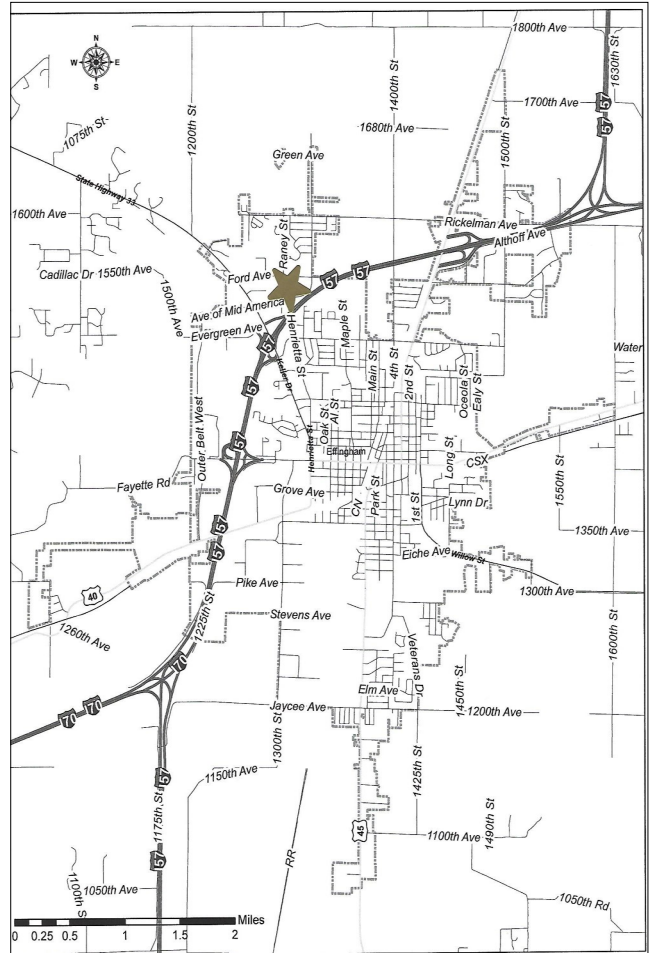 N
W E
S
1800th Ave
1630th St
1400th St
57
1700th Ave
57
1200th St
1500th St
1075th St
1680th Ave
Green Ave
State Highway 33
1600th Ave
Raney St
Rickelman Ave
Althoff Ave
Cadillac Dr 1550th Ave
Ford Ave
57 57
1500th Ave
Ave of Mid America
Evergreen Ave
Henrietta St
Maple St
57
Main St
4th St
2nd St
Water
Keller Dr
Oceola St
Ealy St
Outer Belt West
Oak St
Al St
57
Henrietta St
Effingham
Long St
CSX
Fayette Rd
Grove Ave
CN
Park St
1st St
Lynn Dr
1550th St
57
1350th Ave
57
Eiche Ave
Willow St
Pike Ave
1300th Ave
40
1225th St
1260th Ave
Stevens Ave
1600th St
Veterans Dr
70
Elm Ave
1450th St
70 70
Jaycee Ave
1200th Ave
1300th St
1150th Ave
57
1425th St
1175th St
45
1100th Ave
1490th St
RR
57
1100th S
1050th Ave
1050th Rd
Miles
0 0.25 0.5 1 1.5 2